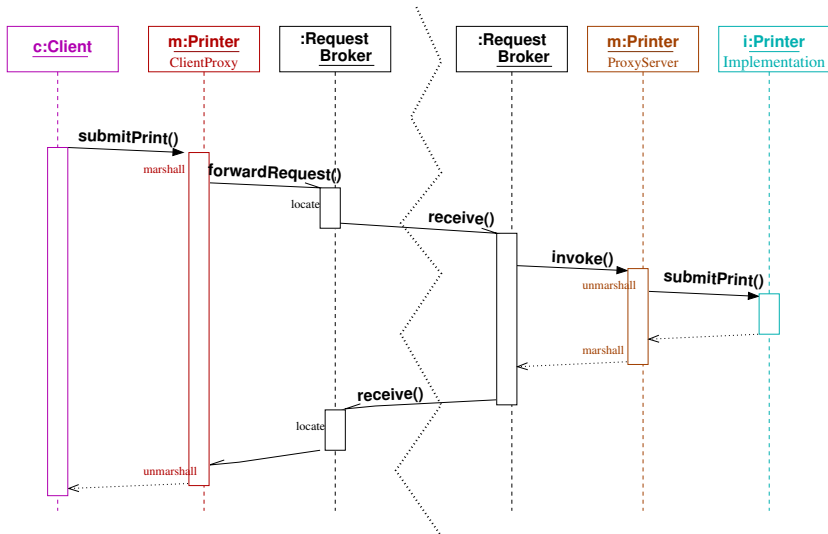 c:Client
m:Printer
ClientProxy
:Request
Broker
:Request
Broker
m:Printer
ProxyServer
i:Printer
Implementation
submitPrint()
marshall
forwardRequest()
locate
receive()
invoke()
unmarshall
submitPrint()
marshall
receive()
locate
unmarshall